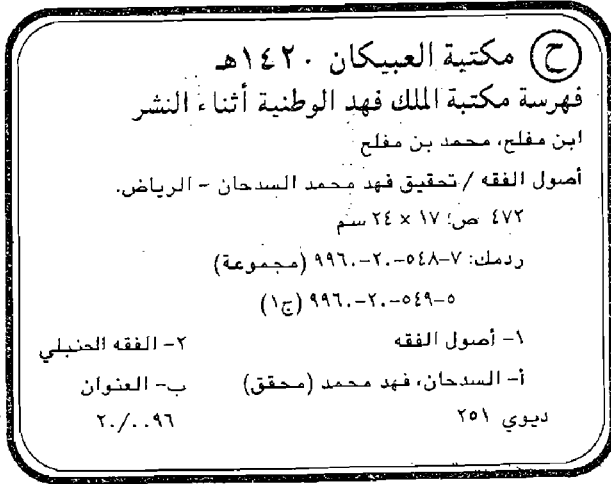 ح مكتبة العبيكان ١٤٢٠هـ
فهرسة مكتبة الملك فهد الوطنية أثناء النشر
ابن مفلح، محمد بن مفلح
أصول الفقه / تحقيق فهد محمد السدحان - الرياض.
٤٧٢ ص؛ ١٧ × ٢٤ سم
ردمك: ٧-٥٤٨-٢٠-٩٩٦٠ (مجموعة)
٥-٥٤٩-٢٠-٩٩٦٠ (ج١)
١- أصول الفقه ٢- الفقه الحنبلي
أ- السدحان، فهد محمد (محقق) ب- العنوان
ديوي ٢٥١ ٢٠/٠٠٩٦